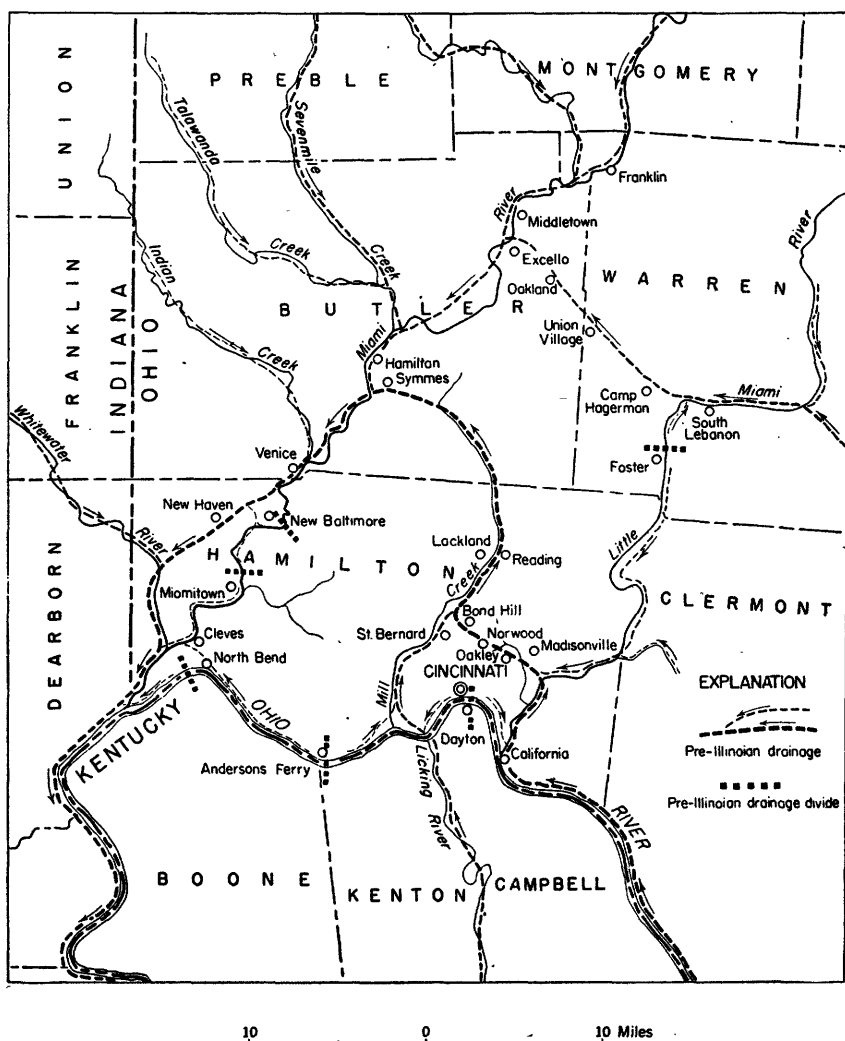 UNION
PREBLE
MONTGOMERY
Talawanda
Sevenmile
Franklin
River
Middletown
River
Creek
Creek
Excello
Oakland
WARREN
FRANKLIN
INDIANA
OHIO
Indian
BUTLER
Union
Village
Miami
Hamilton
Symmes
Creek
Camp
Hagerman
Miami
South
Lebanon
Whitewater
Venice
Foster
New Haven
New Baltimore
River
HAMILTON
Lackland
Reading
Little
Creek
DEARBORN
Miomitown
CLERMONT
Bond Hill
Cleves
St. Bernard
Norwood
Madisonville
Oakley
North Bend
CINCINNATI
EXPLANATION
Mill
OHIO
KENTUCKY
Dayton
Pre-Illinoian drainage
California
Andersons Ferry
Licking
River
RIVER
Pre-Illinoian drainage divide
BOONE
KENTON
CAMPBELL
10 0 10 Miles